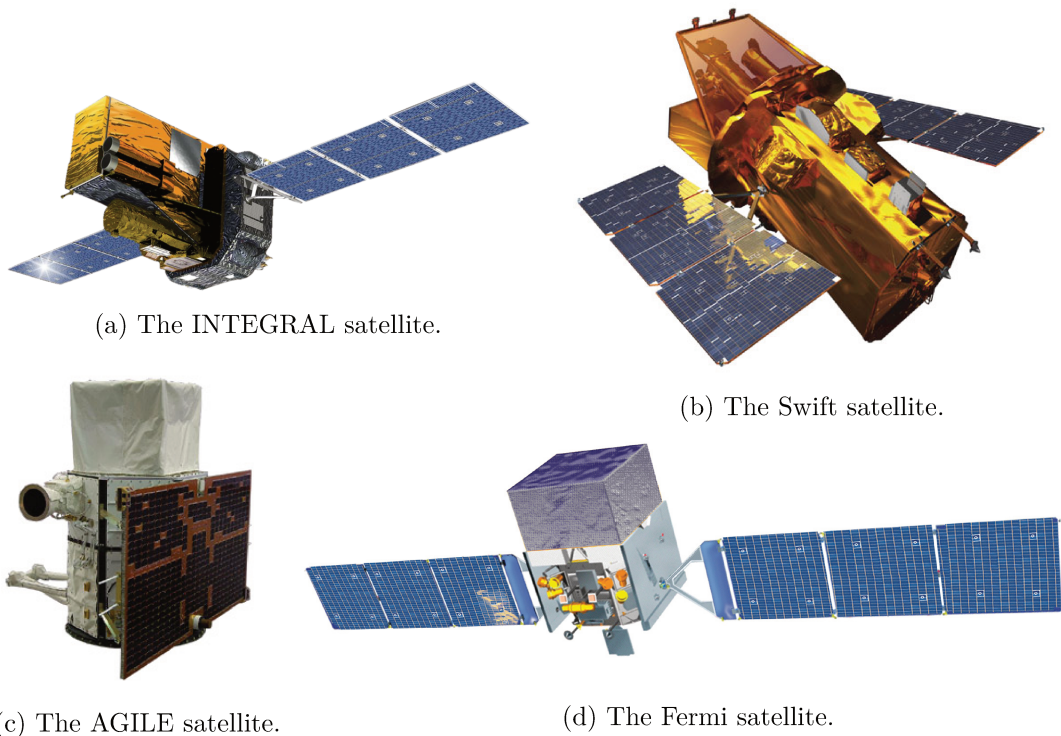 (a) The INTEGRAL satellite.
(b) The Swift satellite.
(c) The AGILE satellite.
(d) The Fermi satellite.